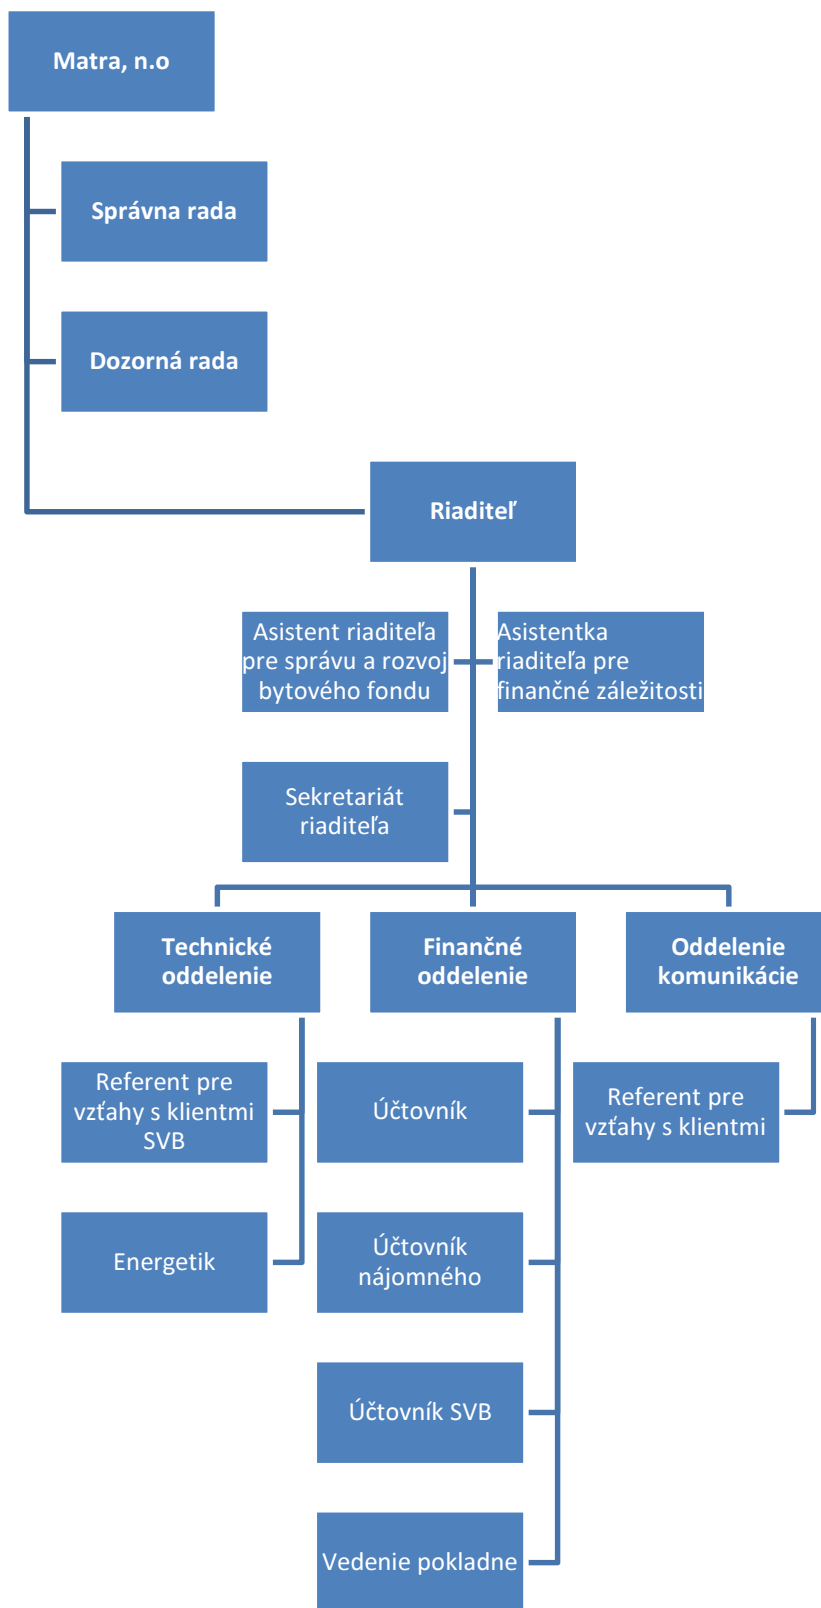 Matra, n.o
Správna rada
Dozorná rada
Riaditeľ
Asistent riaditeľa
pre správu a rozvoj
bytového fondu
Asistentka
riaditeľa pre
finančné záležitosti
Sekretariát
riaditeľa
Technické
oddelenie
Finančné
oddelenie
Oddelenie
komunikácie
Referent pre
vzťahy s klientmi
SVB
Účtovník
Referent pre
vzťahy s klientmi
Energetik
Účtovník
nájomného
Účtovník SVB
Vedenie pokladne